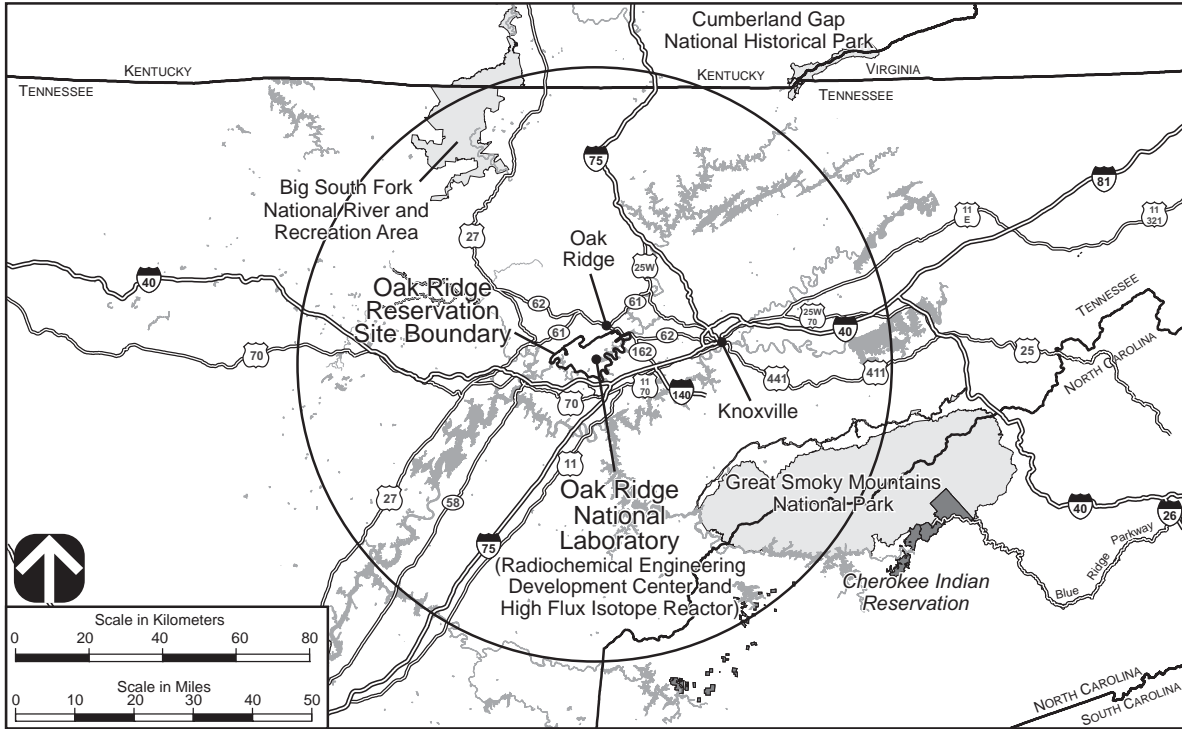 Cumberland Gap
National Historical Park
KENTUCKY
TENNESSEE
KENTUCKY
VIRGINIA
TENNESSEE
75
81
Big South Fork
National River and
Recreation Area
27
11
E
11
321
Oak
Ridge
25W
40
Oak Ridge
Reservation
Site Boundary
62
61
61
62
25W
70
40
TENNESSEE
NORTH CAROLINA
70
162
25
441
411
11
70
140
70
Knoxville
11
27
58
75
Oak Ridge
National
Laboratory
(Radiochemical Engineering
Development Center and
High Flux Isotope Reactor)
Great Smoky Mountains
National Park
40
26
Cherokee Indian
Reservation
Blue Ridge Parkway
Scale in Kilometers
0 20 40 60 80
Scale in Miles
0 10 20 30 40 50
NORTH CAROLINA
SOUTH CAROLINA